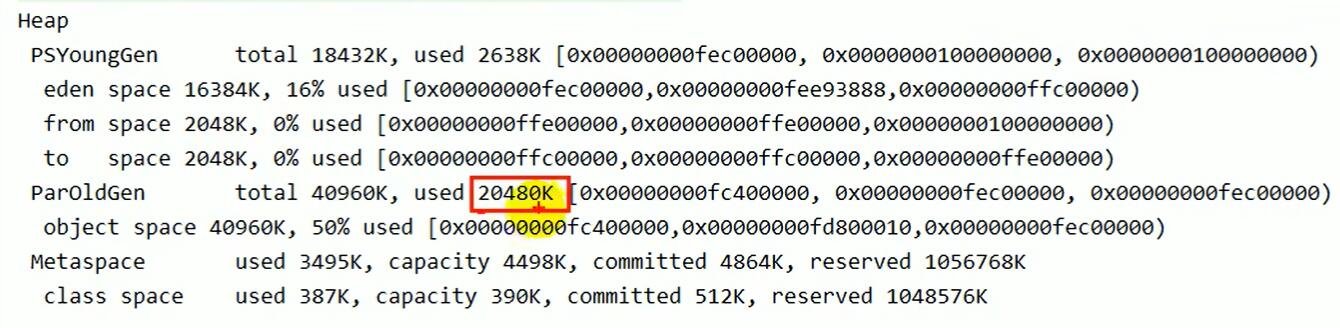 Heap
PSYoungGen total 18432K, used 2638K [0x00000000fec00000, 0x0000000100000000, 0x0000000100000000)
eden space 16384K, 16% used [0x00000000fec00000,0x00000000fee93888,0x00000000ffc00000)
from space 2048K, 0% used [0x00000000ffe00000,0x00000000ffe00000,0x0000000100000000)
to space 2048K, 0% used [0x00000000ffc00000,0x00000000ffc00000,0x00000000ffe00000)
ParOldGen total 40960K, used 20480K [0x00000000fc400000, 0x00000000fec00000, 0x00000000fec00000)
object space 40960K, 50% used [0x00000000fc400000,0x00000000fd800010,0x00000000fec00000)
Metaspace used 3495K, capacity 4498K, committed 4864K, reserved 1056768K
class space used 387K, capacity 390K, committed 512K, reserved 1048576K